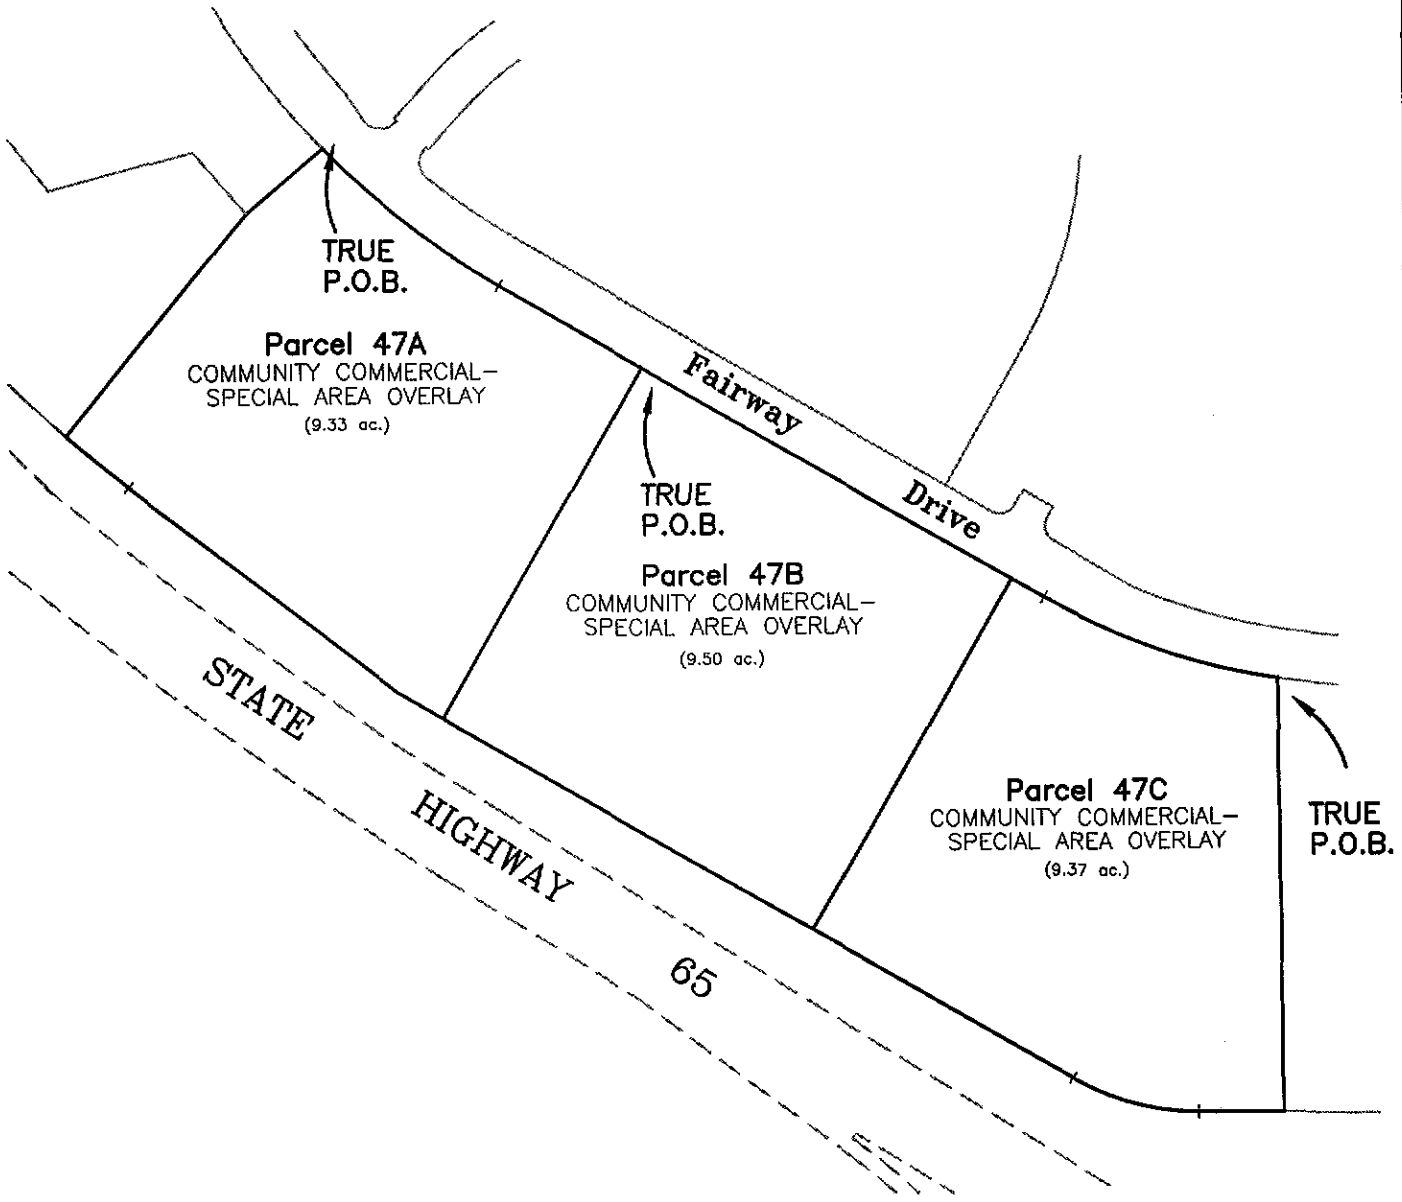 TRUE
P.O.B.
Parcel 47A
COMMUNITY COMMERCIAL-
SPECIAL AREA OVERLAY
(9.33 ac.)
Fairway
Drive
TRUE
P.O.B.
Parcel 47B
COMMUNITY COMMERCIAL-
SPECIAL AREA OVERLAY
(9.50 ac.)
Parcel 47C
COMMUNITY COMMERCIAL-
SPECIAL AREA OVERLAY
(9.37 ac.)
TRUE
P.O.B.
STATE
HIGHWAY
65